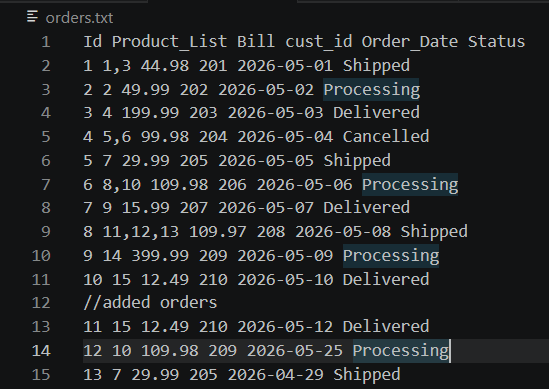 orders.txt
1 Id Product_List Bill cust_id Order_Date Status
2 1 1,3 44.98 201 2026-05-01 Shipped
3 2 2 49.99 202 2026-05-02 Processing
4 3 4 199.99 203 2026-05-03 Delivered
5 4 5,6 99.98 204 2026-05-04 Cancelled
6 5 7 29.99 205 2026-05-05 Shipped
7 6 8,10 109.98 206 2026-05-06 Processing
8 7 9 15.99 207 2026-05-07 Delivered
9 8 11,12,13 109.97 208 2026-05-08 Shipped
10 9 14 399.99 209 2026-05-09 Processing
11 10 15 12.49 210 2026-05-10 Delivered
12 //added orders
13 11 15 12.49 210 2026-05-12 Delivered
14 12 10 109.98 209 2026-05-25 Processing
15 13 7 29.99 205 2026-04-29 Shipped